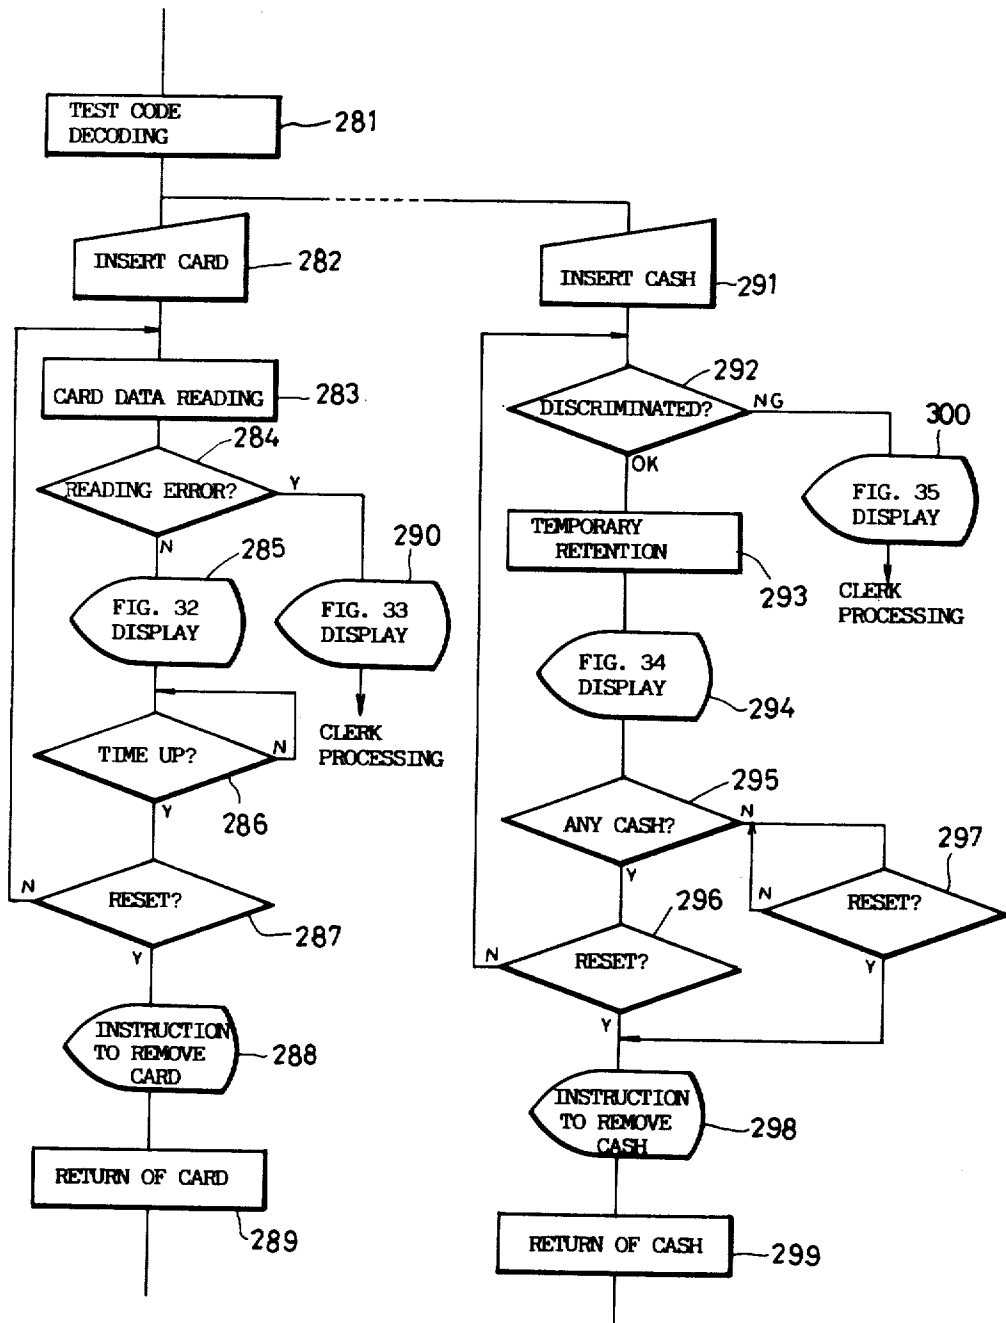 TEST CODE
DECODING
281
INSERT CARD
282
CARD DATA READING
283
284
READING ERROR?
Y
N
285
FIG. 32
DISPLAY
290
FIG. 33
DISPLAY
CLERK
PROCESSING
TIME UP?
N
Y
286
N
RESET?
287
Y
INSTRUCTION
TO REMOVE
CARD
288
RETURN OF CARD
289
INSERT CASH
291
292
DISCRIMINATED?
NG
OK
300
FIG. 35
DISPLAY
CLERK
PROCESSING
TEMPORARY
RETENTION
293
FIG. 34
DISPLAY
294
295
ANY CASH?
N
Y
297
N
RESET?
Y
296
N
RESET?
Y
INSTRUCTION
TO REMOVE
CASH
298
RETURN OF CASH
299